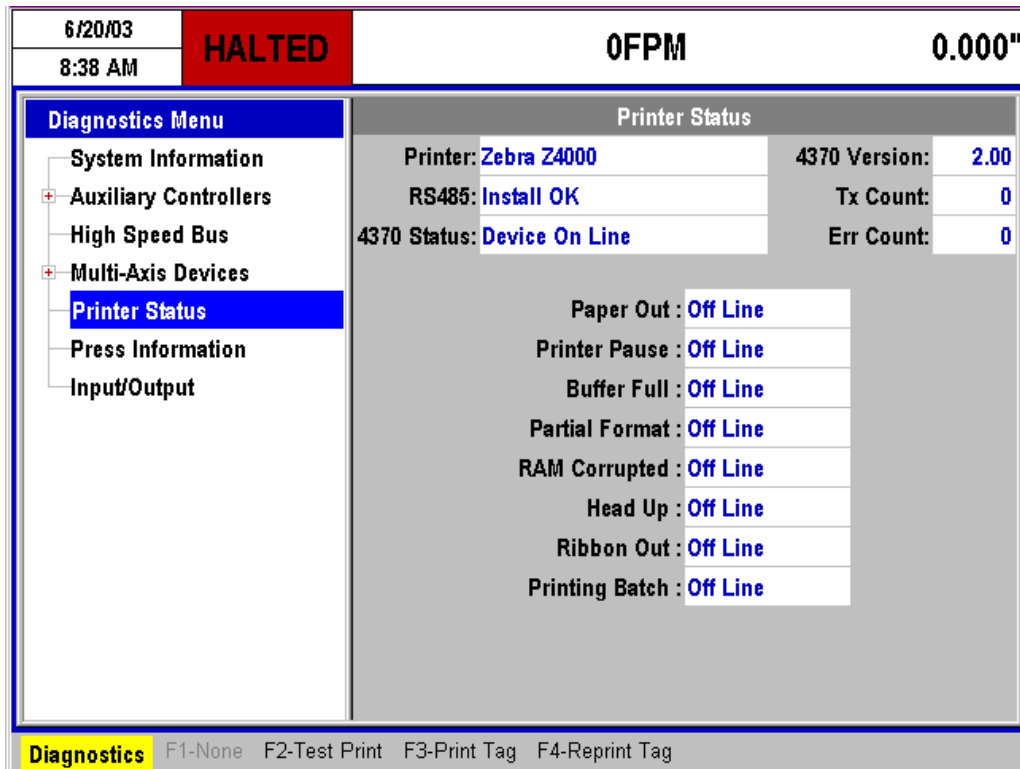 6/20/03
8:38 AM
HALTED
0FPM
0.000"
Diagnostics Menu
System Information
Auxiliary Controllers
High Speed Bus
Multi-Axis Devices
Printer Status
Press Information
Input/Output
Printer Status
Printer: Zebra Z4000 4370 Version: 2.00
RS485: Install OK Tx Count: 0
4370 Status: Device On Line Err Count: 0
Paper Out : Off Line
Printer Pause : Off Line
Buffer Full : Off Line
Partial Format : Off Line
RAM Corrupted : Off Line
Head Up : Off Line
Ribbon Out : Off Line
Printing Batch : Off Line
Diagnostics F1-None F2-Test Print F3-Print Tag F4-Reprint Tag